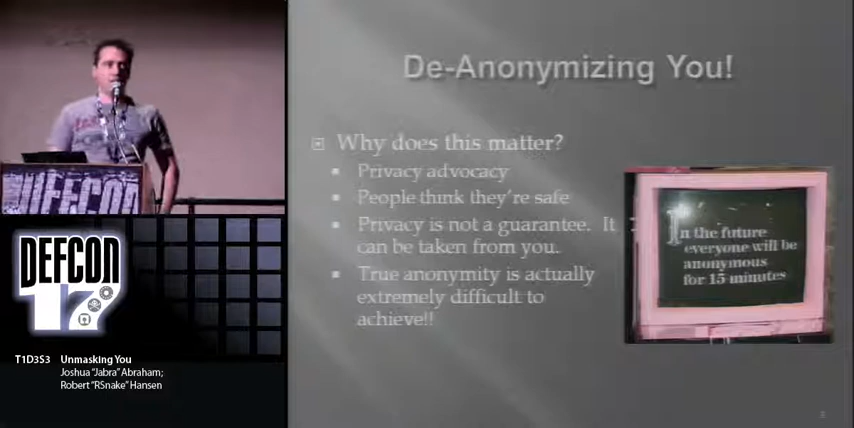 De-Anonymizing You!
Why does this matter?
Privacy advocacy
People think they're safe
Privacy is not a guarantee. It
can be taken from you.
True anonymity is actually
extremely difficult to
achieve!!
In the future
everyone will be
anonymous
for 15 minutes
DEFCON
DEFCON
17
T1D3S3 Unmasking You
Joshua "Jabra" Abraham;
Robert "RSnake" Hansen